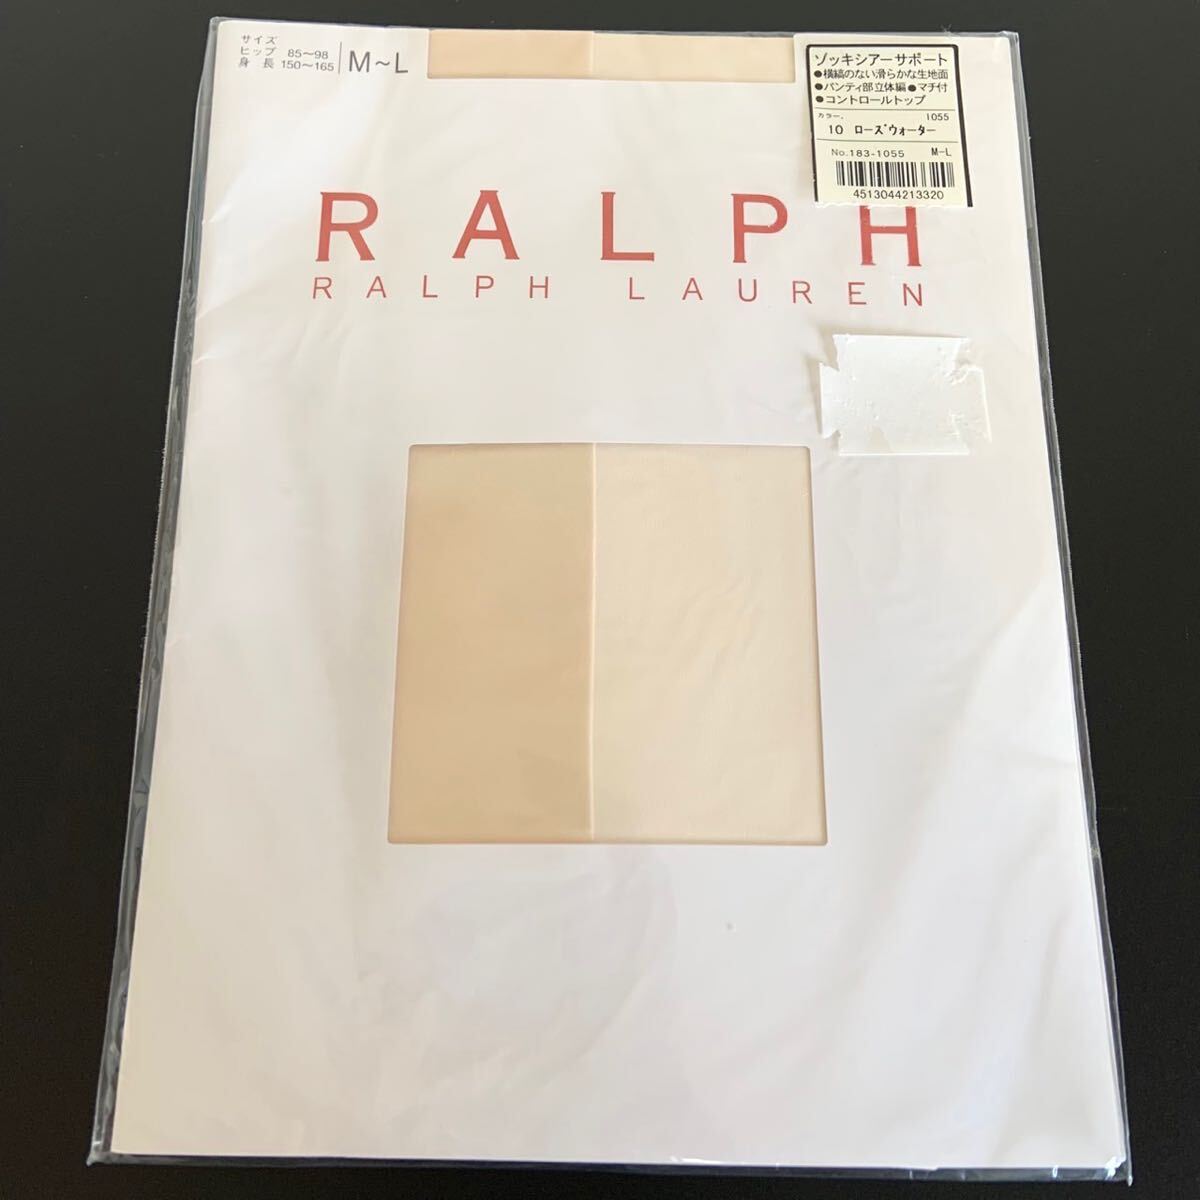 サイズ
ヒップ 85〜98
身長 150〜165
M〜L
ゾッキシアーサポート
●横縞のない滑らかな生地面
●パンティ部立体編●マチ付
●コントロールトップ
カラー. 1055
10 ローズウォーター
No.183-1055 M-L
4513044213320
RALPH
RALPH LAUREN